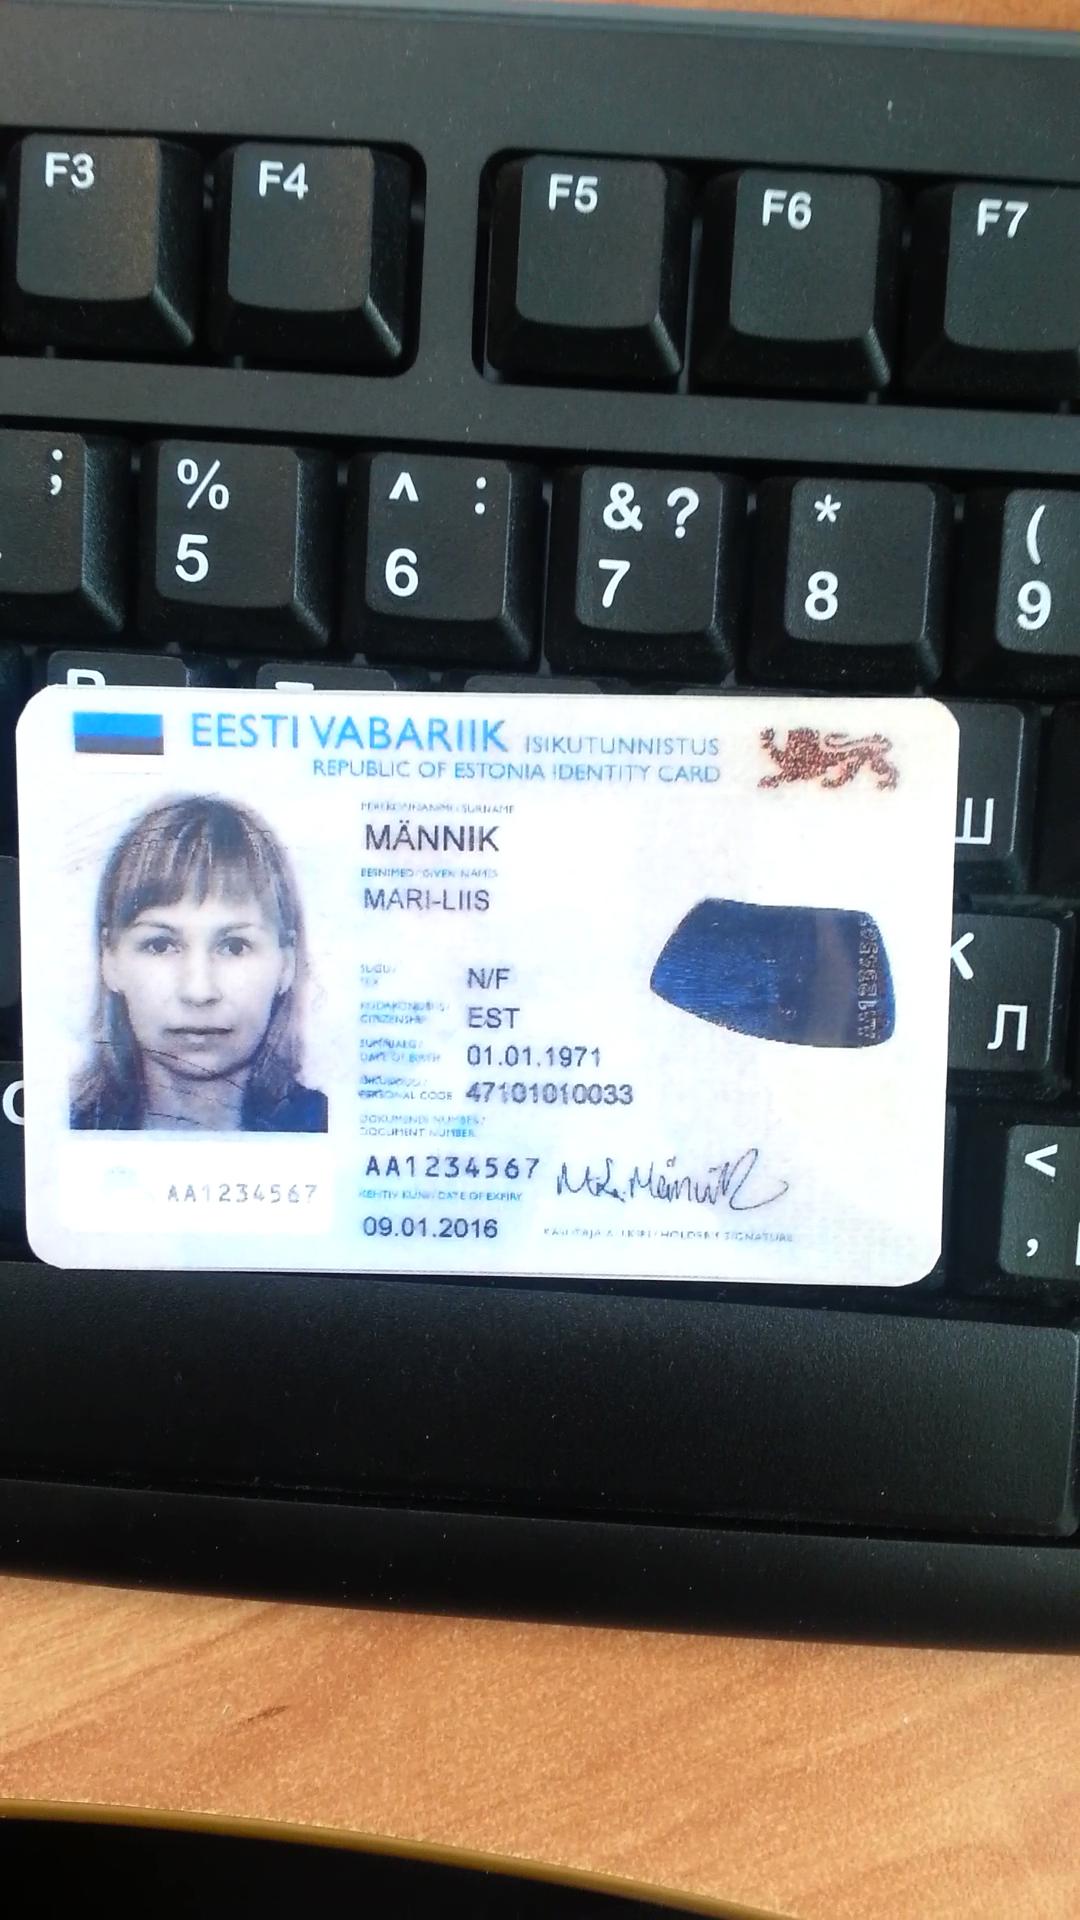 F3 F4 F5 F6 F7
;
% 5
^ : 6
& ? 7
* 8
( 9
EESTI VABARIIK ISIKUTUNNISTUS
REPUBLIC OF ESTONIA IDENTITY CARD
PEREKONNANIMI / SURNAME
MÄNNIK
EESNIMED / GIVEN NAMES
MARI-LIIS
SUGU /
SEX
N/F
KODAKONDSUS /
CITIZENSHIP
EST
SÜNNIAEG /
DATE OF BIRTH
01.01.1971
ISIKUKOOD /
PERSONAL CODE
47101010033
DOKUMENDI NUMBER /
DOCUMENT NUMBER
AA1234567
AA1234567
KEHTIV KUNI / DATE OF EXPIRY
09.01.2016
M.L. Männik
KASUTAJA ALLKIRI / HOLDER'S SIGNATURE
AA1234567
Ш
Л
<
,